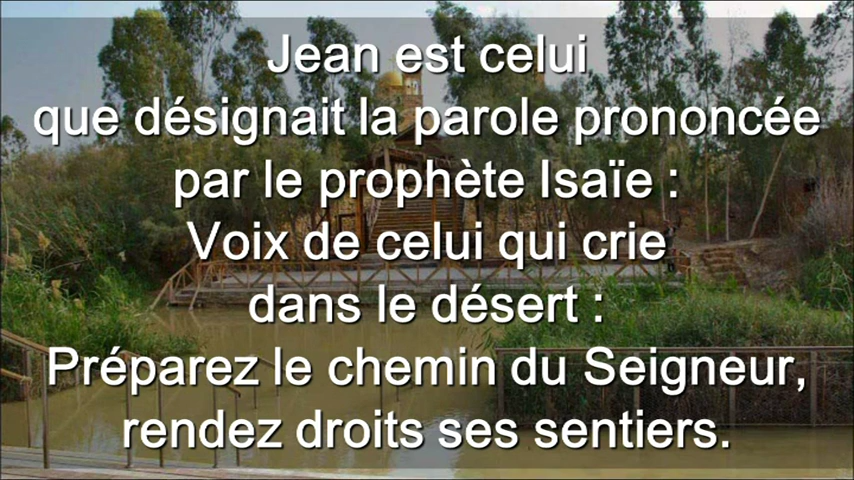 Jean est celui
que désignait la parole prononcée
par le prophète Isaïe :
Voix de celui qui crie
dans le désert :
Préparez le chemin du Seigneur,
rendez droits ses sentiers.